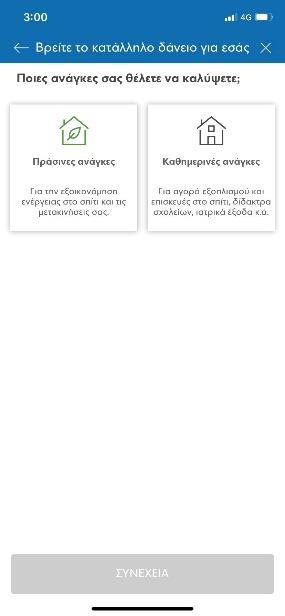 3:00
4G
Βρείτε το κατάλληλο δάνειο για εσάς
Ποιες ανάγκες σας θέλετε να καλύψετε;
Πράσινες ανάγκες
Για την εξοικονόμηση
ενέργειας στο σπίτι και τις
μετακινήσεις σας.
Καθημερινές ανάγκες
Για αγορά εξοπλισμού και
επισκευές στο σπίτι, δίδακτρα
σχολείων, ιατρικά έξοδα κ.α.
ΣΥΝΕΧΕΙΑ